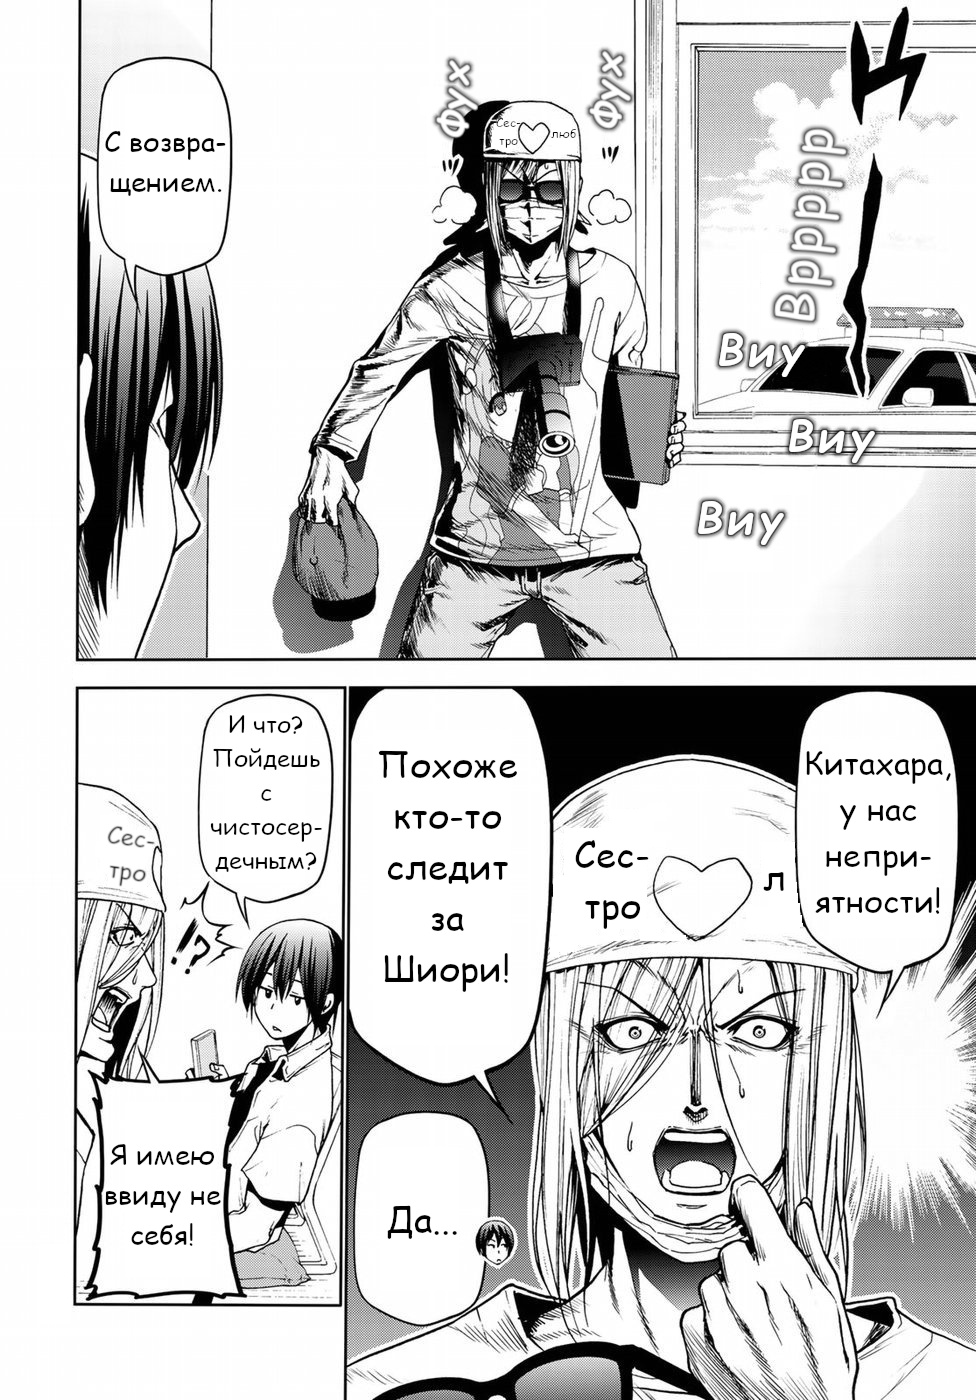 С возвра-
щением.
Фух
Фух
Сес-
тро
люб
Врррррр
Виу
Виу
Виу
Китахара,
у нас
непри-
ятности!
Сес-
тро
л
Похоже
кто-то
следит
за
Шиори!
Да...
И что?
Пойдешь
с
чистосер-
дечным?
Сес-
тро
!?
Я имею
ввиду не
себя!